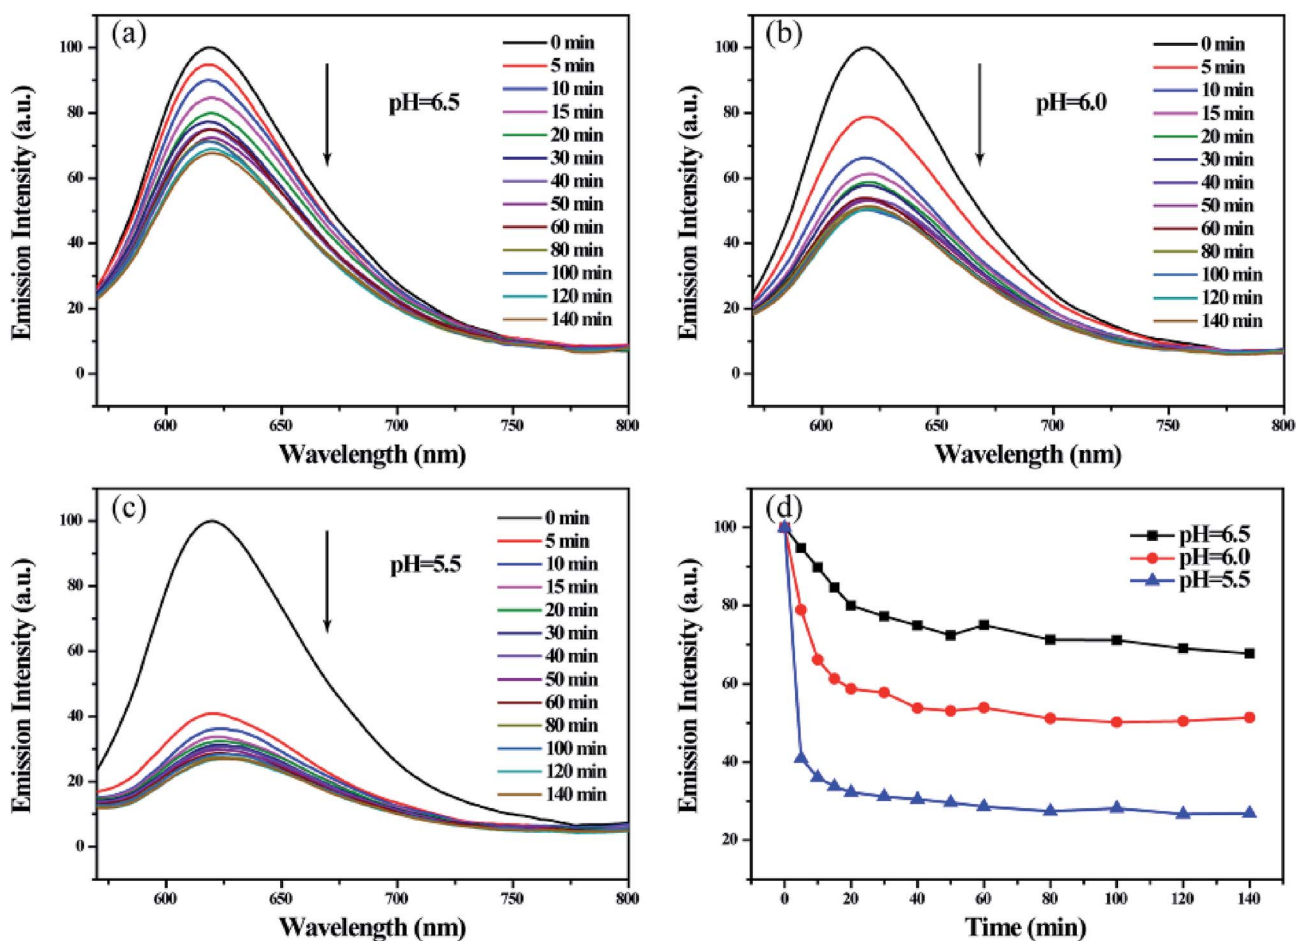 (a)
Emission Intensity (a.u.)
100
80
60
40
20
0
pH=6.5
0 min
5 min
10 min
15 min
20 min
30 min
40 min
50 min
60 min
80 min
100 min
120 min
140 min
600
650
700
750
800
Wavelength (nm)
(b)
Emission Intensity (a.u.)
100
80
60
40
20
0
pH=6.0
0 min
5 min
10 min
15 min
20 min
30 min
40 min
50 min
60 min
80 min
100 min
120 min
140 min
600
650
700
750
800
Wavelength (nm)
(c)
Emission Intensity (a.u.)
100
80
60
40
20
0
pH=5.5
0 min
5 min
10 min
15 min
20 min
30 min
40 min
50 min
60 min
80 min
100 min
120 min
140 min
600
650
700
750
800
Wavelength (nm)
(d)
Emission Intensity (a.u.)
100
80
60
40
20
pH=6.5
pH=6.0
pH=5.5
0
20
40
60
80
100
120
140
Time (min)